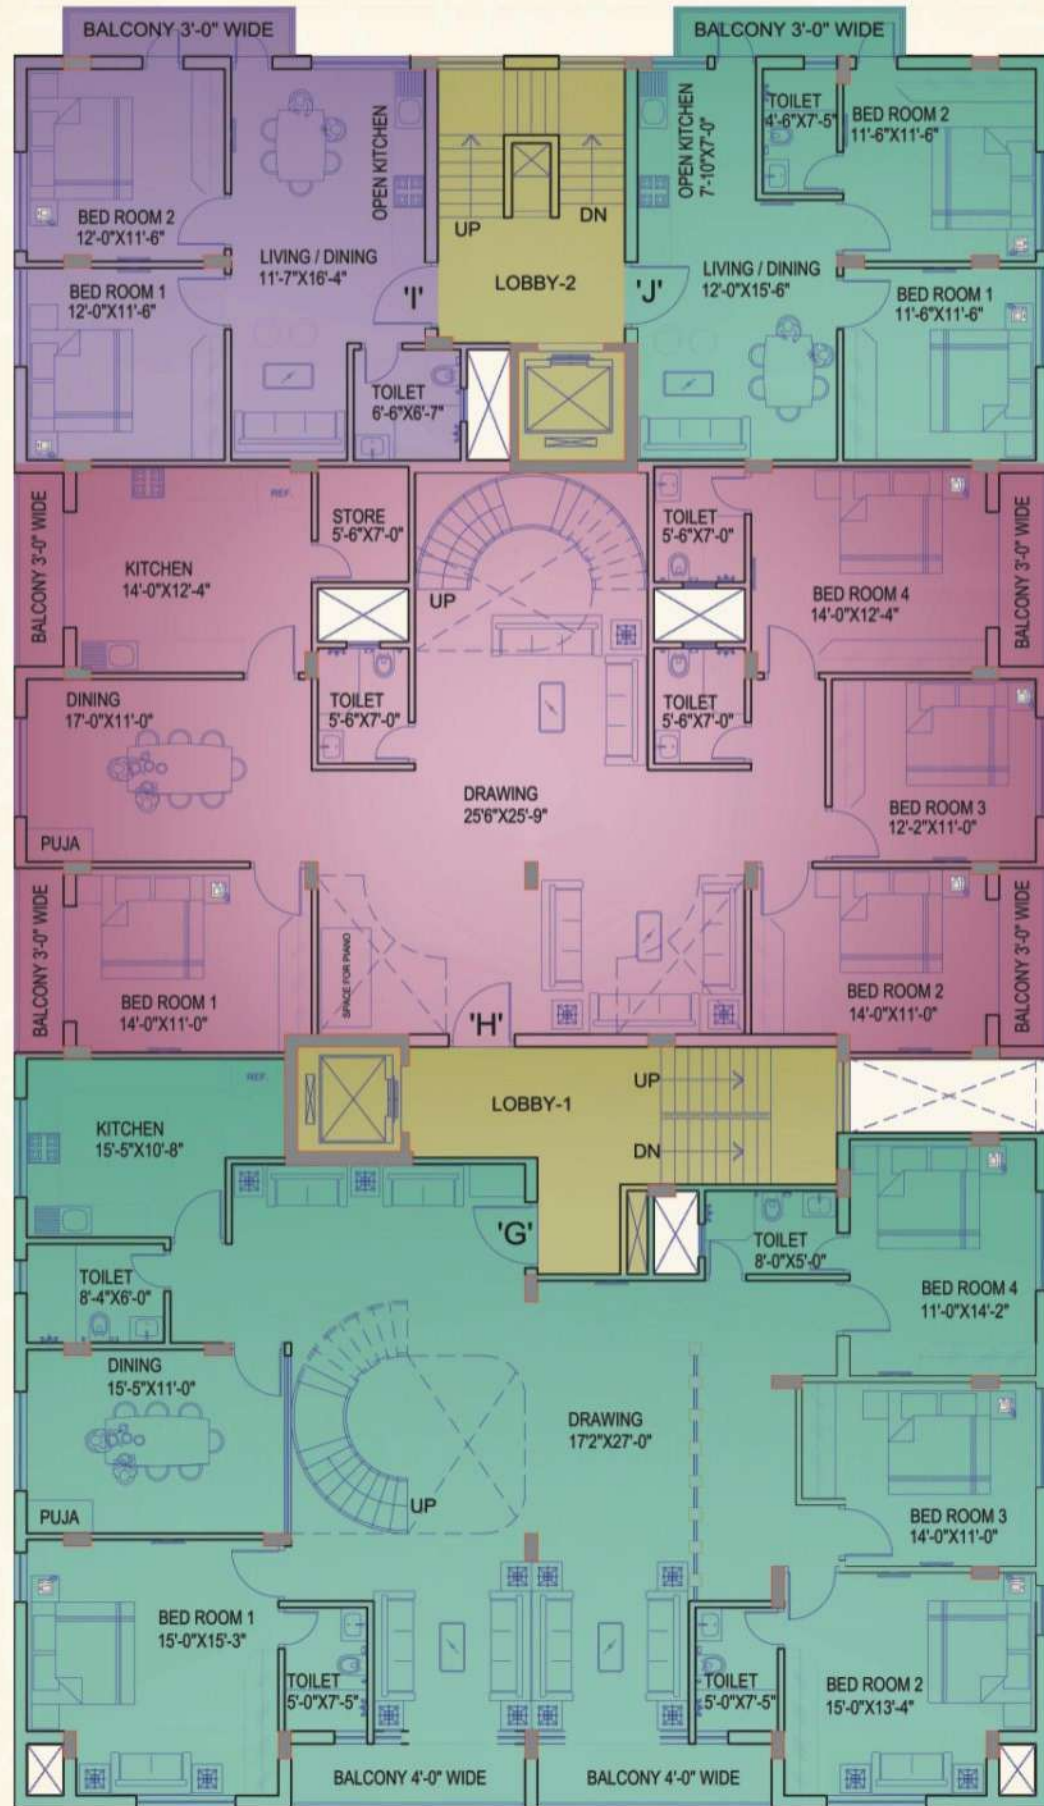 BALCONY 3'-0" WIDE
BALCONY 3'-0" WIDE
BED ROOM 2
12'-0"X11'-6"
OPEN KITCHEN
LIVING / DINING
11'-7"X16'-4"
BED ROOM 1
12'-0"X11'-6"
'I'
TOILET
6'-6"X6'-7"
UP
DN
LOBBY-2
OPEN KITCHEN
7'-10"X7'-0"
TOILET
4'-6"X7'-5"
BED ROOM 2
11'-6"X11'-6"
'J'
LIVING / DINING
12'-0"X15'-6"
BED ROOM 1
11'-6"X11'-6"
BALCONY 3'-0" WIDE
REF.
KITCHEN
14'-0"X12'-4"
STORE
5'-6"X7'-0"
UP
TOILET
5'-6"X7'-0"
BED ROOM 4
14'-0"X12'-4"
BALCONY 3'-0" WIDE
DINING
17'-0"X11'-0"
TOILET
5'-6"X7'-0"
TOILET
5'-6"X7'-0"
DRAWING
25'6"X25'-9"
BED ROOM 3
12'-2"X11'-0"
PUJA
BALCONY 3'-0" WIDE
BED ROOM 1
14'-0"X11'-0"
SPACE FOR PIANO
'H'
BED ROOM 2
14'-0"X11'-0"
BALCONY 3'-0" WIDE
REF.
KITCHEN
15'-5"X10'-8"
LOBBY-1
UP
DN
'G'
TOILET
8'-4"X6'-0"
TOILET
8'-0"X5'-0"
BED ROOM 4
11'-0"X14'-2"
DINING
15'-5"X11'-0"
DRAWING
17'2"X27'-0"
UP
PUJA
BED ROOM 3
14'-0"X11'-0"
BED ROOM 1
15'-0"X15'-3"
TOILET
5'-0"X7'-5"
TOILET
5'-0"X7'-5"
BED ROOM 2
15'-0"X13'-4"
BALCONY 4'-0" WIDE
BALCONY 4'-0" WIDE